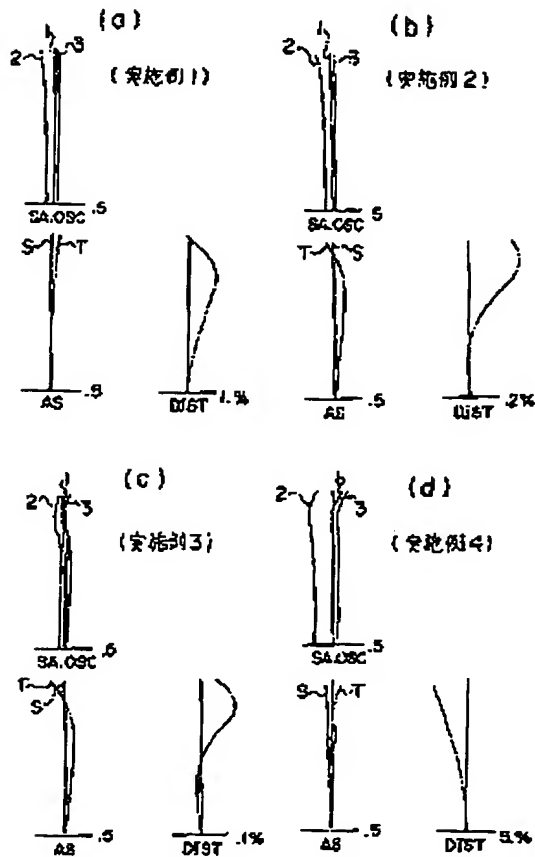 (a)
1
2 3
(実施例1)
SA.OSC .5
S T
AS .5
DIST 1.%
(b)
1
2 3
(実施例2)
SA.OSC 5
T S
AS .5
DIST .2%
(c)
2 3
(実施例3)
SA.OSC .5
T
S
AS .5
DIST .1%
(d)
2 3
(実施例4)
SA.OSC .5
S T
AS .5
DIST 5.%